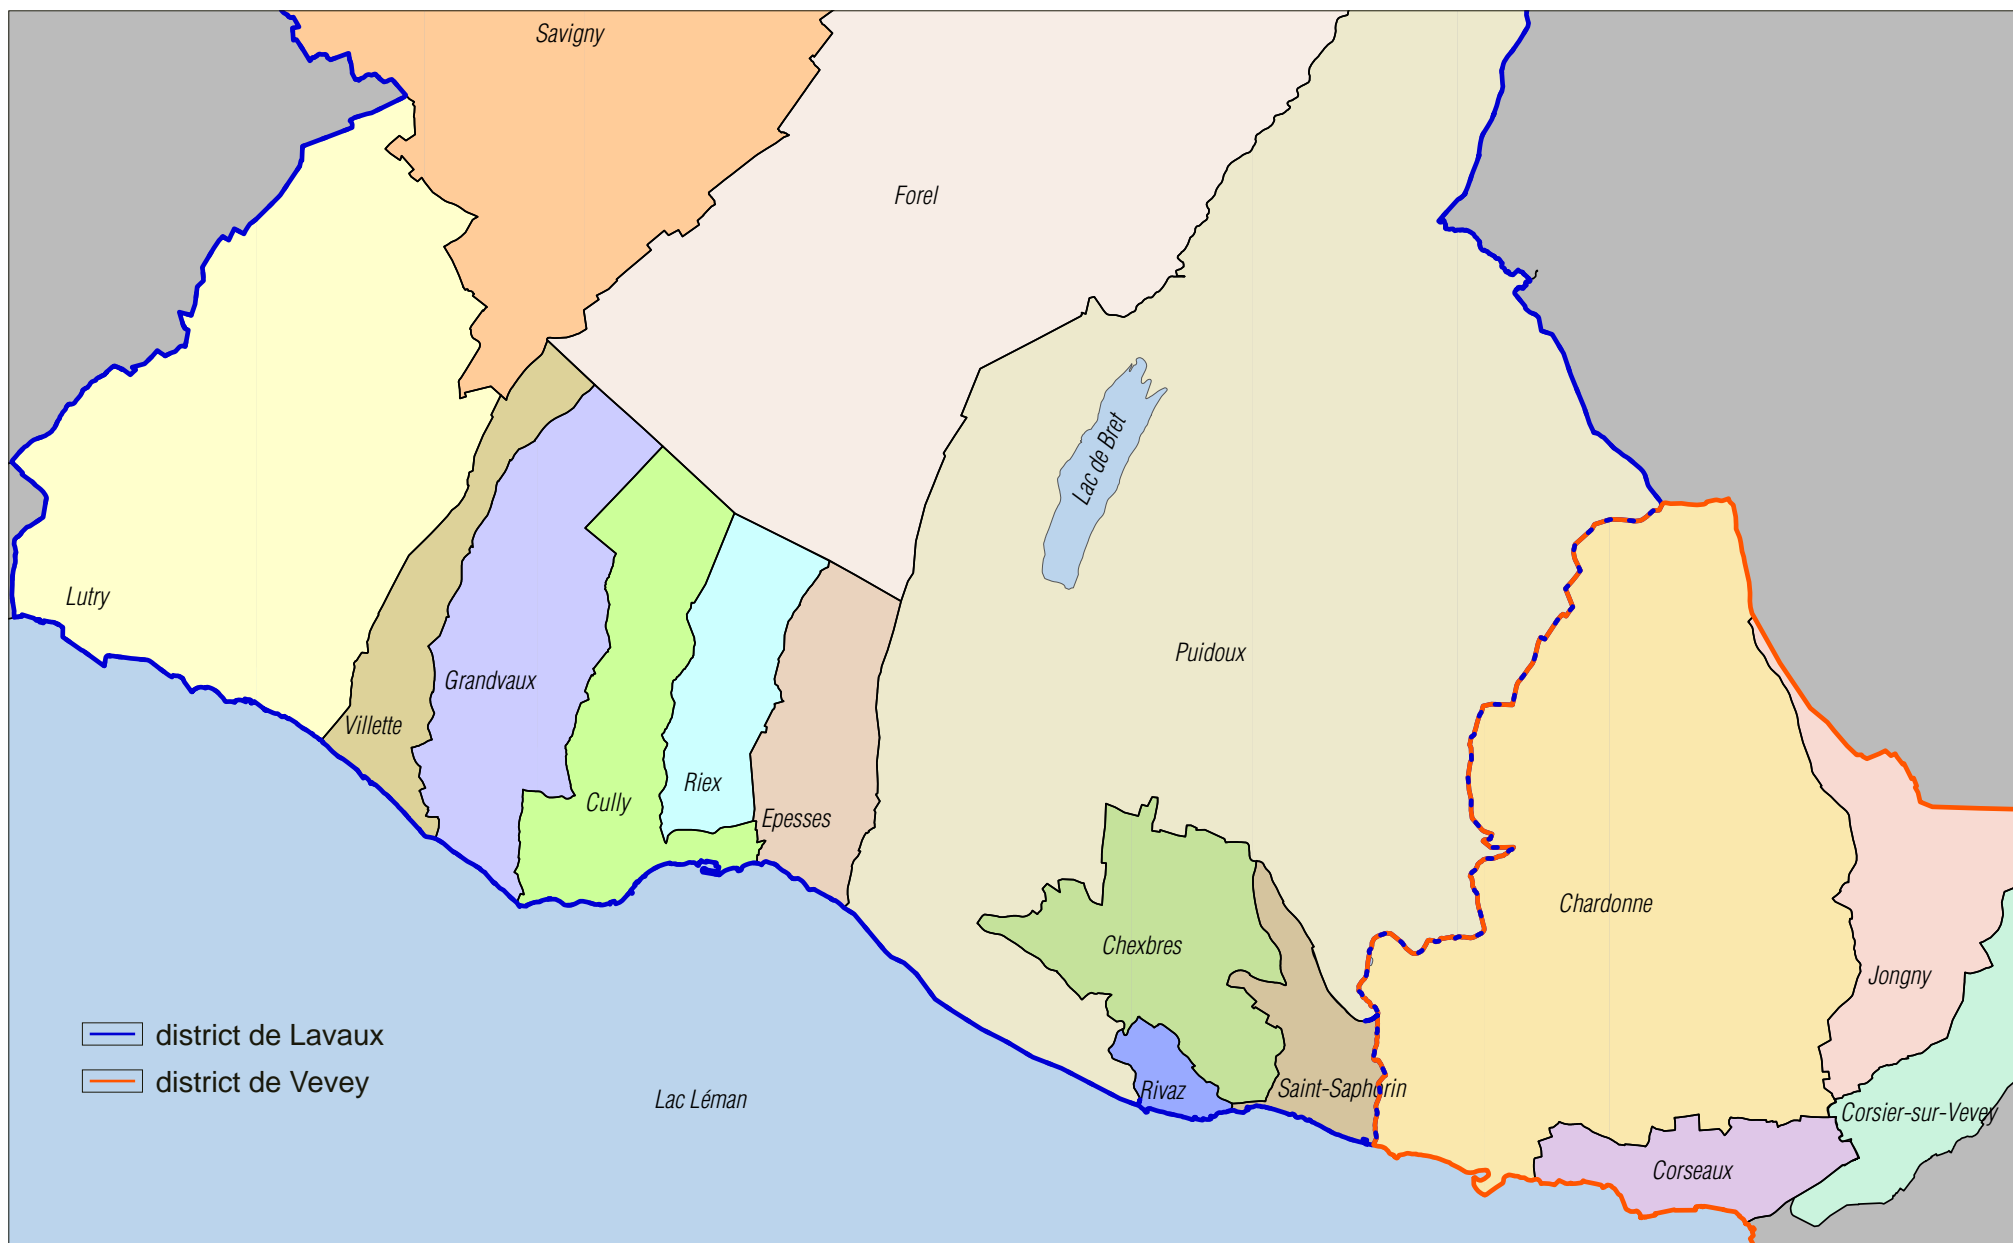 Savigny
Forel
Lac de Bret
Lutry
Puidoux
Grandvaux
Villette
Riex
Cully
Epesses
Chardonne
Chexbres
Jongny
district de Lavaux
district de Vevey
Rivaz
Saint-Saphorin
Lac Léman
Corsier-sur-Vevey
Corseaux